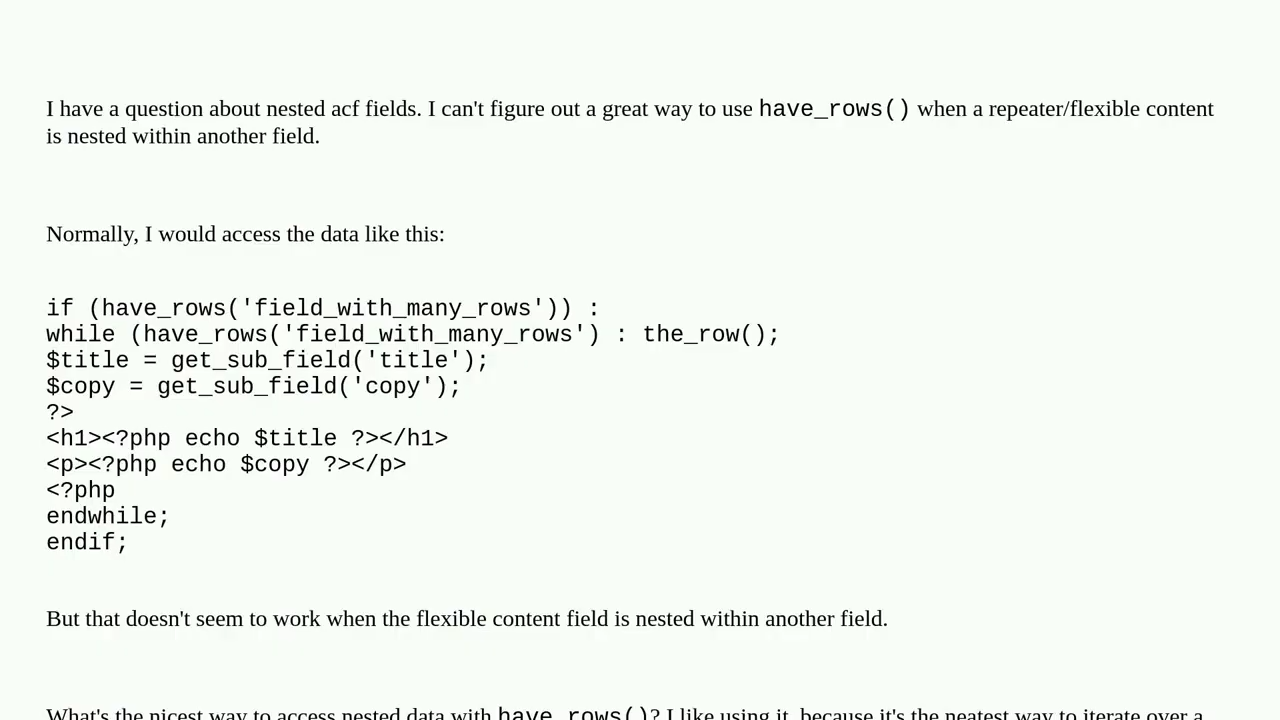 I have a question about nested acf fields. I can't figure out a great way to use have_rows() when a repeater/flexible content
is nested within another field.
Normally, I would access the data like this:
if (have_rows('field_with_many_rows')) :
while (have_rows('field_with_many_rows') : the_row();
$title = get_sub_field('title');
$copy = get_sub_field('copy');
?>
<h1><?php echo $title ?></h1>
<p><?php echo $copy ?></p>
<?php
endwhile;
endif;
But that doesn't seem to work when the flexible content field is nested within another field.
What's the nicest way to access nested data with have_rows()? I like using it, because it's the neatest way to iterate over a